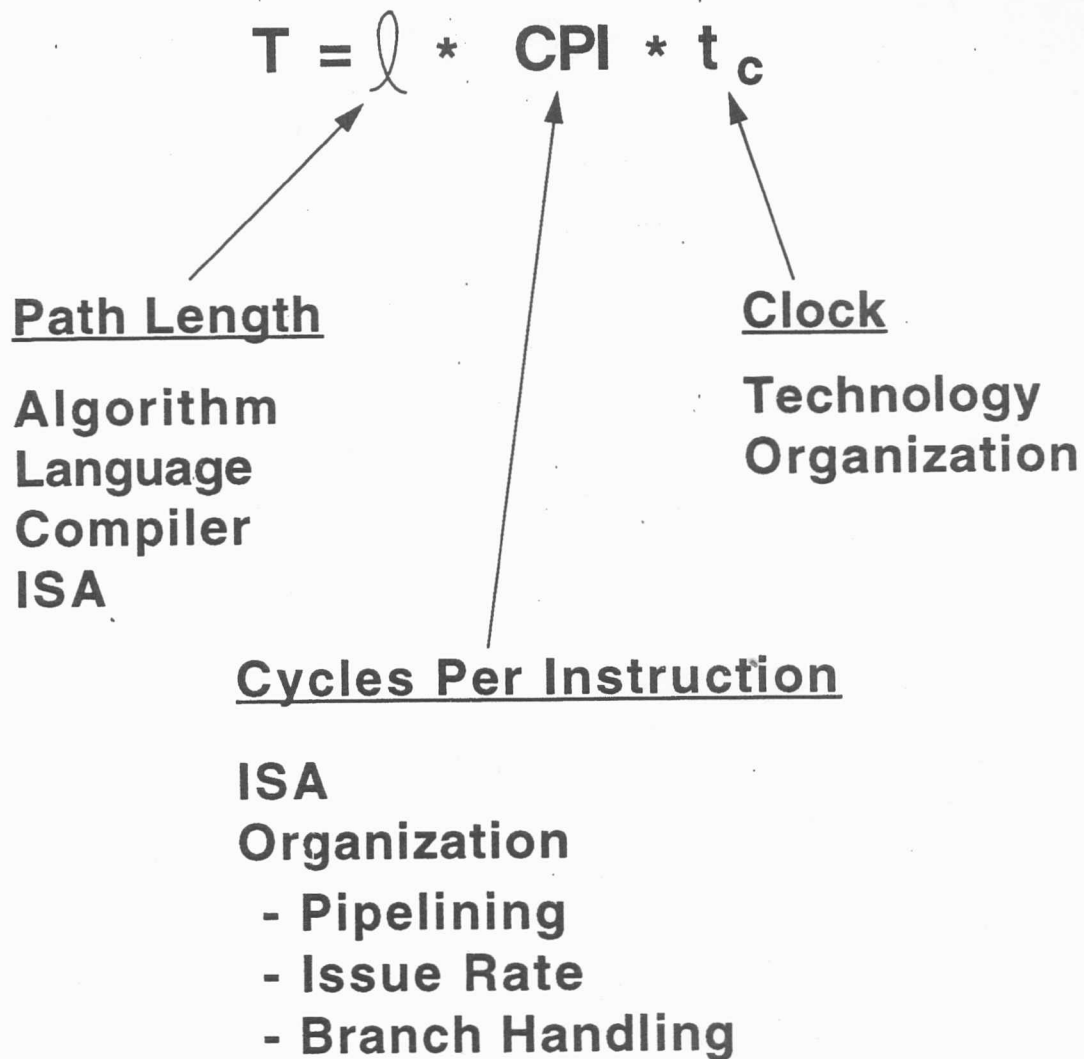 T = ℓ * CPI * tc
Path Length
Algorithm
Language
Compiler
ISA
Clock
Technology
Organization
Cycles Per Instruction
ISA
Organization
- Pipelining
- Issue Rate
- Branch Handling